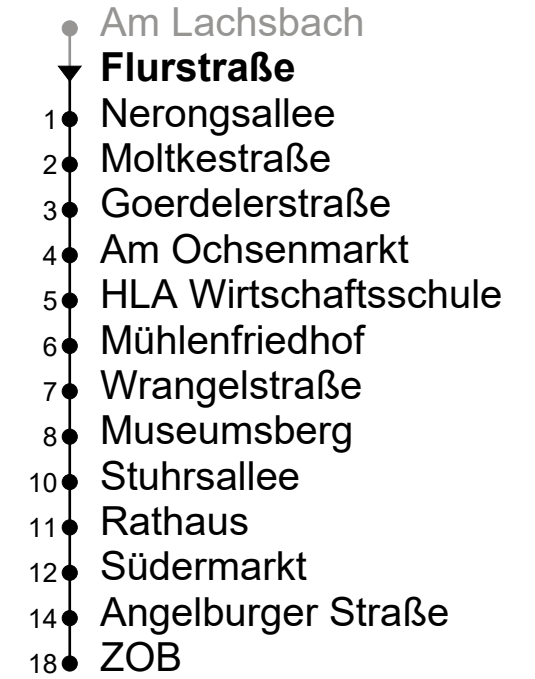 Am Lachsbach
Flurstraße
1 Nerongsallee
2 Moltkestraße
3 Goerdelerstraße
4 Am Ochsenmarkt
5 HLA Wirtschaftsschule
6 Mühlenfriedhof
7 Wrangelstraße
8 Museumsberg
10 Stuhrsallee
11 Rathaus
12 Südermarkt
14 Angelburger Straße
18 ZOB